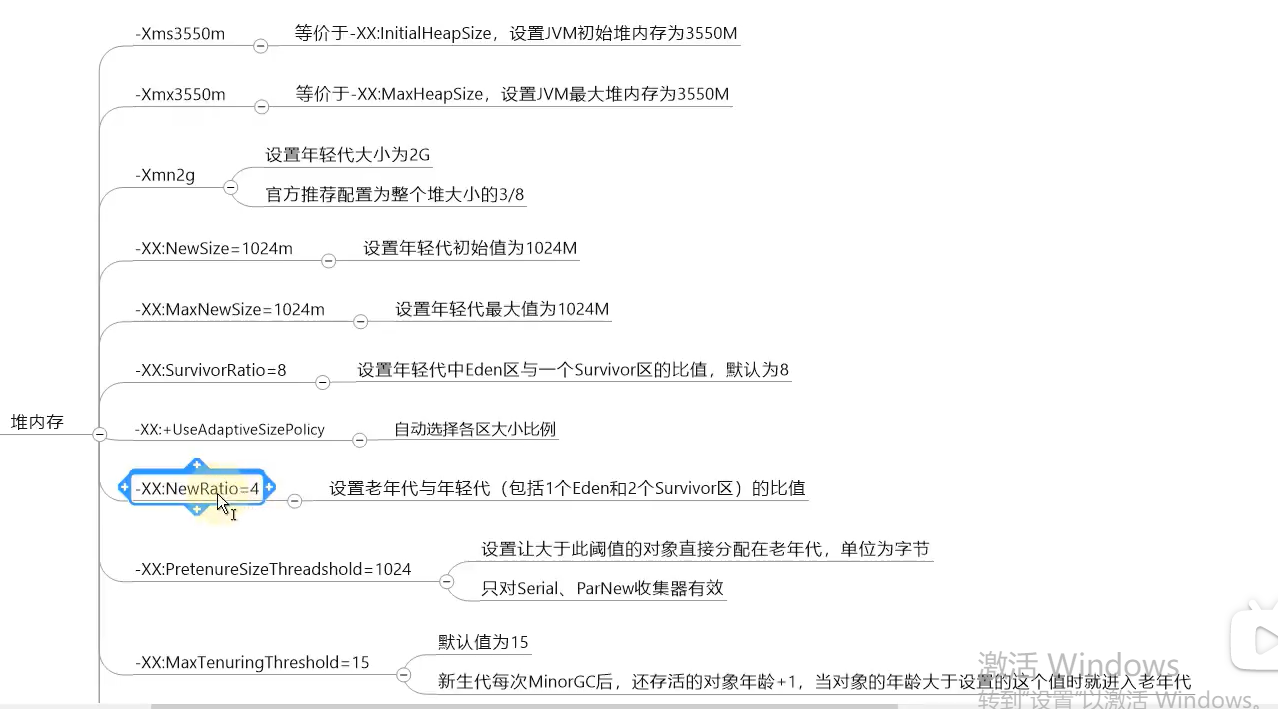 -Xms3550m
等价于-XX:InitialHeapSize，设置JVM初始堆内存为3550M
-Xmx3550m
等价于-XX:MaxHeapSize，设置JVM最大堆内存为3550M
-Xmn2g
设置年轻代大小为2G
官方推荐配置为整个堆大小的3/8
-XX:NewSize=1024m
设置年轻代初始值为1024M
-XX:MaxNewSize=1024m
设置年轻代最大值为1024M
-XX:SurvivorRatio=8
设置年轻代中Eden区与一个Survivor区的比值，默认为8
堆内存
-XX:+UseAdaptiveSizePolicy
自动选择各区大小比例
-XX:NewRatio=4
设置老年代与年轻代（包括1个Eden和2个Survivor区）的比值
-XX:PretenureSizeThreadshold=1024
设置让大于此阈值的对象直接分配在老年代，单位为字节
只对Serial、ParNew收集器有效
-XX:MaxTenuringThreshold=15
默认值为15
新生代每次MinorGC后，还存活的对象年龄+1，当对象的年龄大于设置的这个值时就进入老年代
激活 Windows
转到"设置"以激活 Windows。